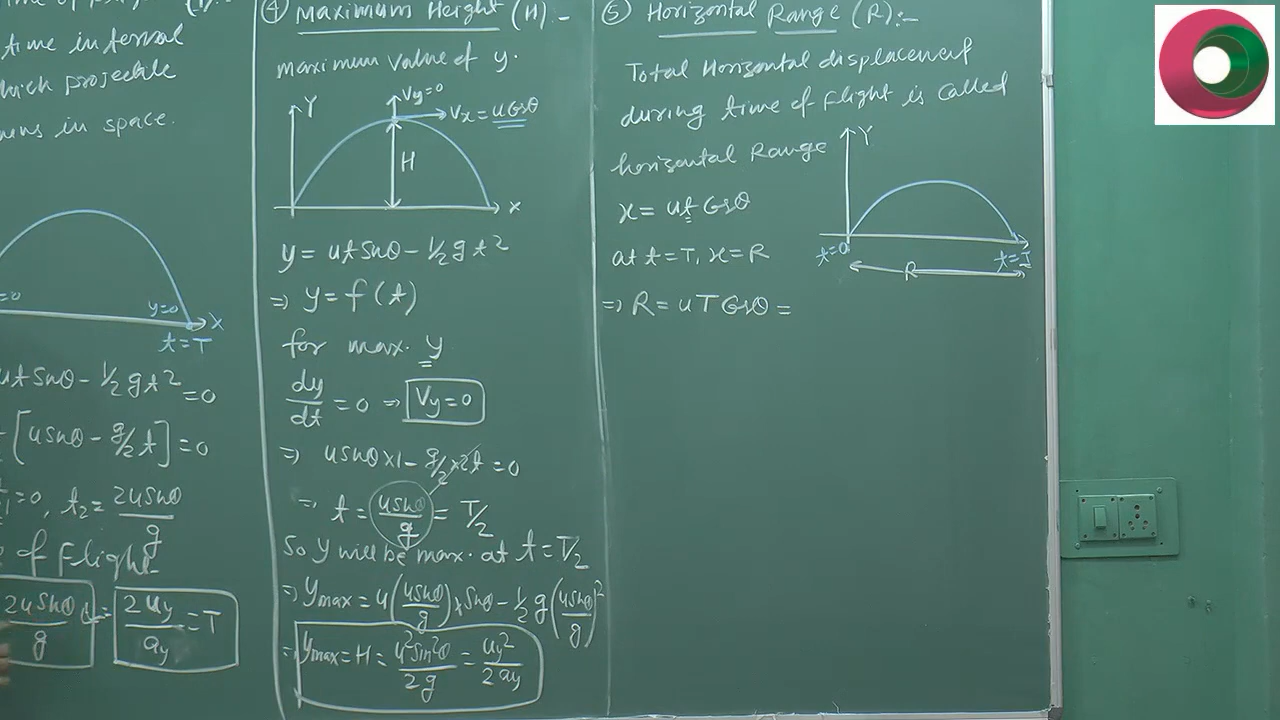 time interval
which projectile
in space.
y=0
X
t=T
ut sinθ - 1/2 g t² = 0
[u sinθ - g/2 t] = 0
=0, t₂ = 2u sinθ/g
of Flight
2u sinθ/g = 2uy/ay = T
④ Maximum Height (H):-
maximum value of y.
Y
Vy=0
Vx = u cosθ
H
X
y = ut sinθ - 1/2 g t²
⇒ y = f(t)
for max. y
dy/dt = 0 ⇒ Vy=0
⇒ u sinθ×1 - g/2×2t = 0
⇒ t = u sinθ/g = T/2
So y will be max. at t = T/2
⇒ ymax = u(u sinθ/g)×sinθ - 1/2 g(u sinθ/g)²
⇒ ymax = H = u² sin²θ/2g = uy²/2ay
⑤ Horizontal Range (R):-
Total Horizontal displacement
during time of flight is called
horizontal Range
Y
x = ut cosθ
t=0
t=T
R
at t=T, x=R
⇒ R = uT cosθ =